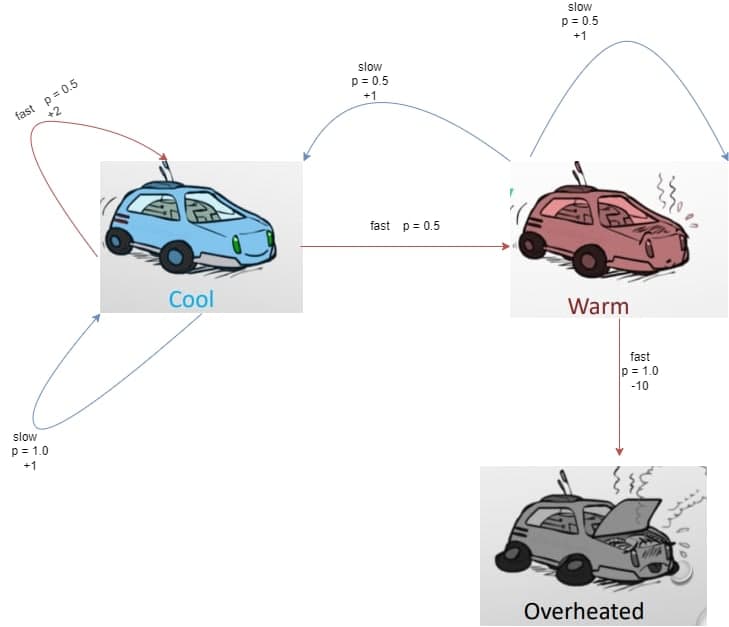 slow
p = 0.5
+1
slow
p = 0.5
+1
fast p = 0.5
+2
fast p = 0.5
Cool
Warm
fast
p = 1.0
-10
slow
p = 1.0
+1
Overheated